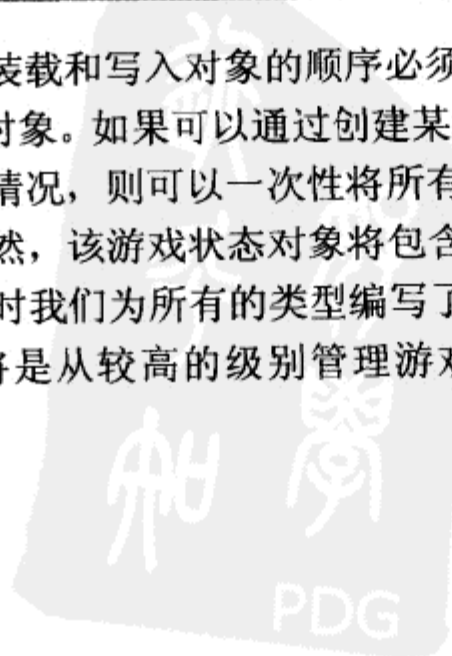 装载和写入对象的顺序必须
对象。如果可以通过创建某
情况，则可以一次性将所有
然，该游戏状态对象将包含
时我们为所有的类型编写了
将是从较高的级别管理游戏
PDG